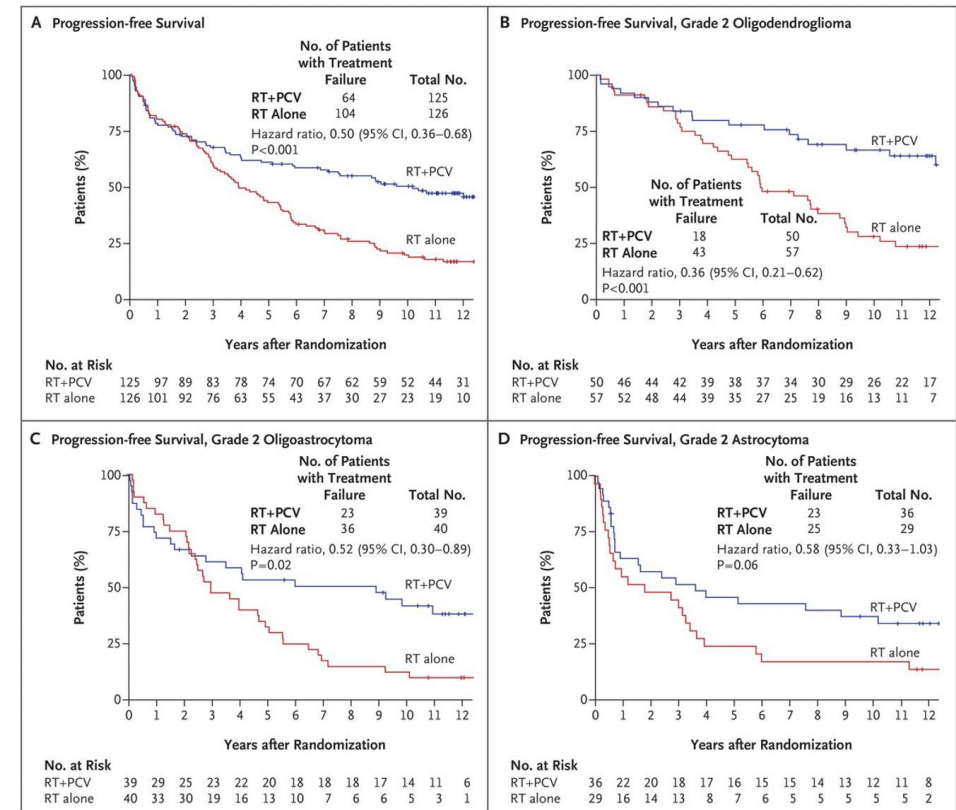 A Progression-free Survival
No. of Patients
with Treatment
Failure Total No.
RT+PCV 64 125
RT Alone 104 126
Hazard ratio, 0.50 (95% CI, 0.36–0.68)
P<0.001
Patients (%)
100
75
50
25
0
RT+PCV
RT alone
0 1 2 3 4 5 6 7 8 9 10 11 12
Years after Randomization
No. at Risk
RT+PCV 125 97 89 83 78 74 70 67 62 59 52 44 31
RT alone 126 101 92 76 63 55 43 37 30 27 23 19 10
B Progression-free Survival, Grade 2 Oligodendroglioma
Patients (%)
100
75
50
25
0
RT+PCV
RT alone
No. of Patients
with Treatment
Failure Total No.
RT+PCV 18 50
RT Alone 43 57
Hazard ratio, 0.36 (95% CI, 0.21–0.62)
P<0.001
0 1 2 3 4 5 6 7 8 9 10 11 12
Years after Randomization
No. at Risk
RT+PCV 50 46 44 42 39 38 37 34 30 29 26 22 17
RT alone 57 52 48 44 39 35 27 25 19 16 13 11 7
C Progression-free Survival, Grade 2 Oligoastrocytoma
No. of Patients
with Treatment
Failure Total No.
RT+PCV 23 39
RT Alone 36 40
Hazard ratio, 0.52 (95% CI, 0.30–0.89)
P=0.02
Patients (%)
100
75
50
25
0
RT+PCV
RT alone
0 1 2 3 4 5 6 7 8 9 10 11 12
Years after Randomization
No. at Risk
RT+PCV 39 29 25 23 22 20 18 18 18 17 14 11 6
RT alone 40 33 30 19 16 13 10 7 6 6 5 3 1
D Progression-free Survival, Grade 2 Astrocytoma
No. of Patients
with Treatment
Failure Total No.
RT+PCV 23 36
RT Alone 25 29
Hazard ratio, 0.58 (95% CI, 0.33–1.03)
P=0.06
Patients (%)
100
75
50
25
0
RT+PCV
RT alone
0 1 2 3 4 5 6 7 8 9 10 11 12
Years after Randomization
No. at Risk
RT+PCV 36 22 20 18 17 16 15 15 14 13 12 11 8
RT alone 29 16 14 13 8 7 6 5 5 5 5 5 2